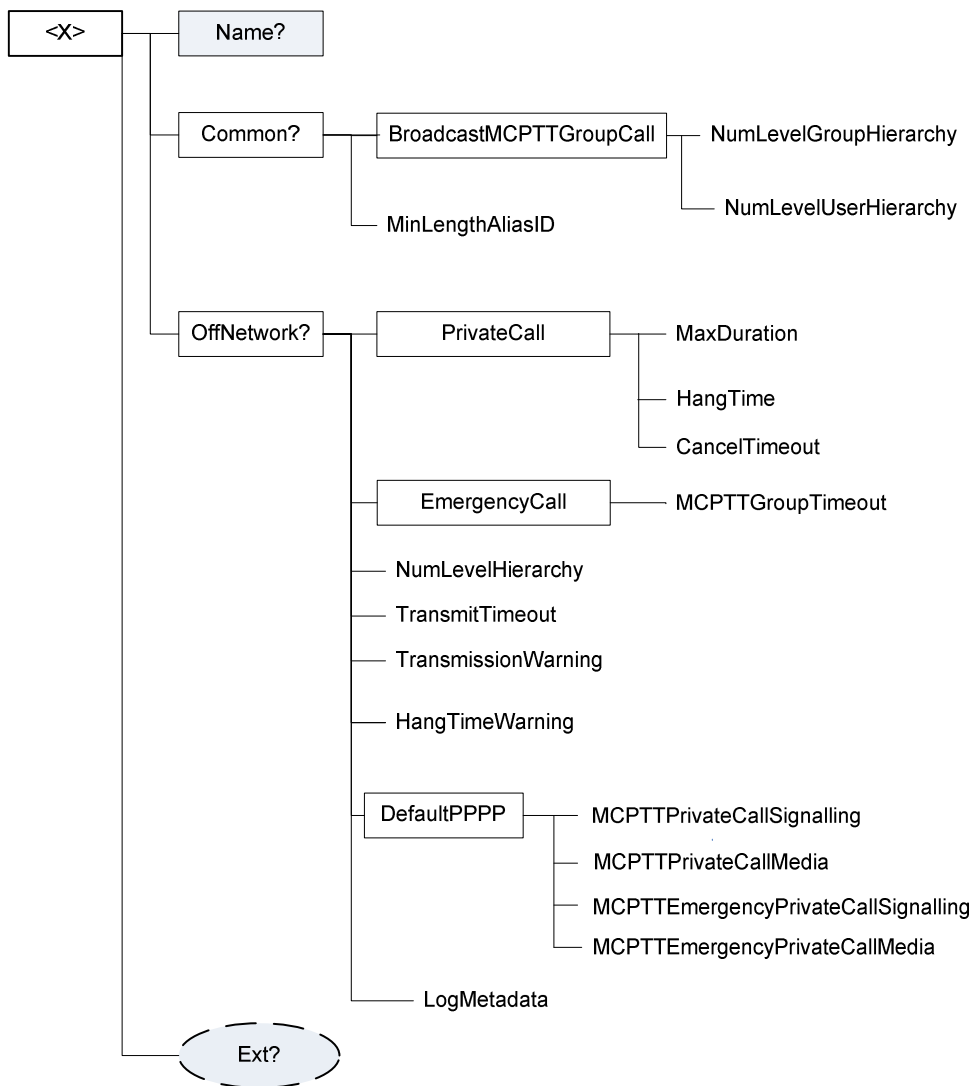 <X>
Name?
Common?
BroadcastMCPTTGroupCall
NumLevelGroupHierarchy
NumLevelUserHierarchy
MinLengthAliasID
OffNetwork?
PrivateCall
MaxDuration
HangTime
CancelTimeout
EmergencyCall
MCPTTGroupTimeout
NumLevelHierarchy
TransmitTimeout
TransmissionWarning
HangTimeWarning
DefaultPPPP
MCPTTPrivateCallSignalling
MCPTTPrivateCallMedia
MCPTTEmergencyPrivateCallSignalling
MCPTTEmergencyPrivateCallMedia
LogMetadata
Ext?